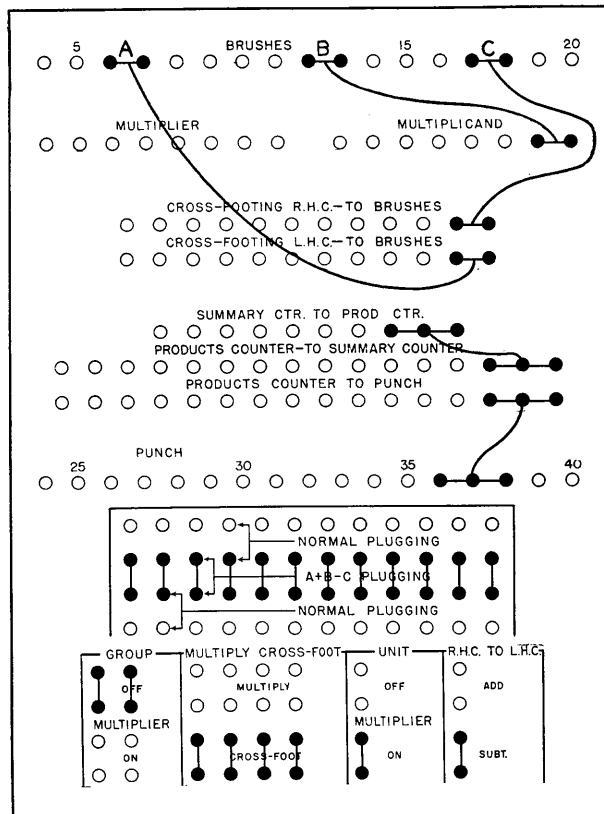 5 A BRUSHES B 15 C 20
MULTIPLIER MULTIPLICAND
CROSS-FOOTING R.H.C.-TO BRUSHES
CROSS-FOOTING L.H.C.-TO BRUSHES
SUMMARY CTR. TO PROD CTR.
PRODUCTS COUNTER-TO SUMMARY COUNTER
PRODUCTS COUNTER TO PUNCH
PUNCH
25 30 35 40
NORMAL PLUGGING
A+B-C PLUGGING
NORMAL PLUGGING
GROUP MULTIPLY CROSS-FOOT UNIT R.H.C. TO L.H.C.
OFF MULTIPLY OFF ADD
MULTIPLIER MULTIPLIER
ON CROSS-FOOT ON SUBT.